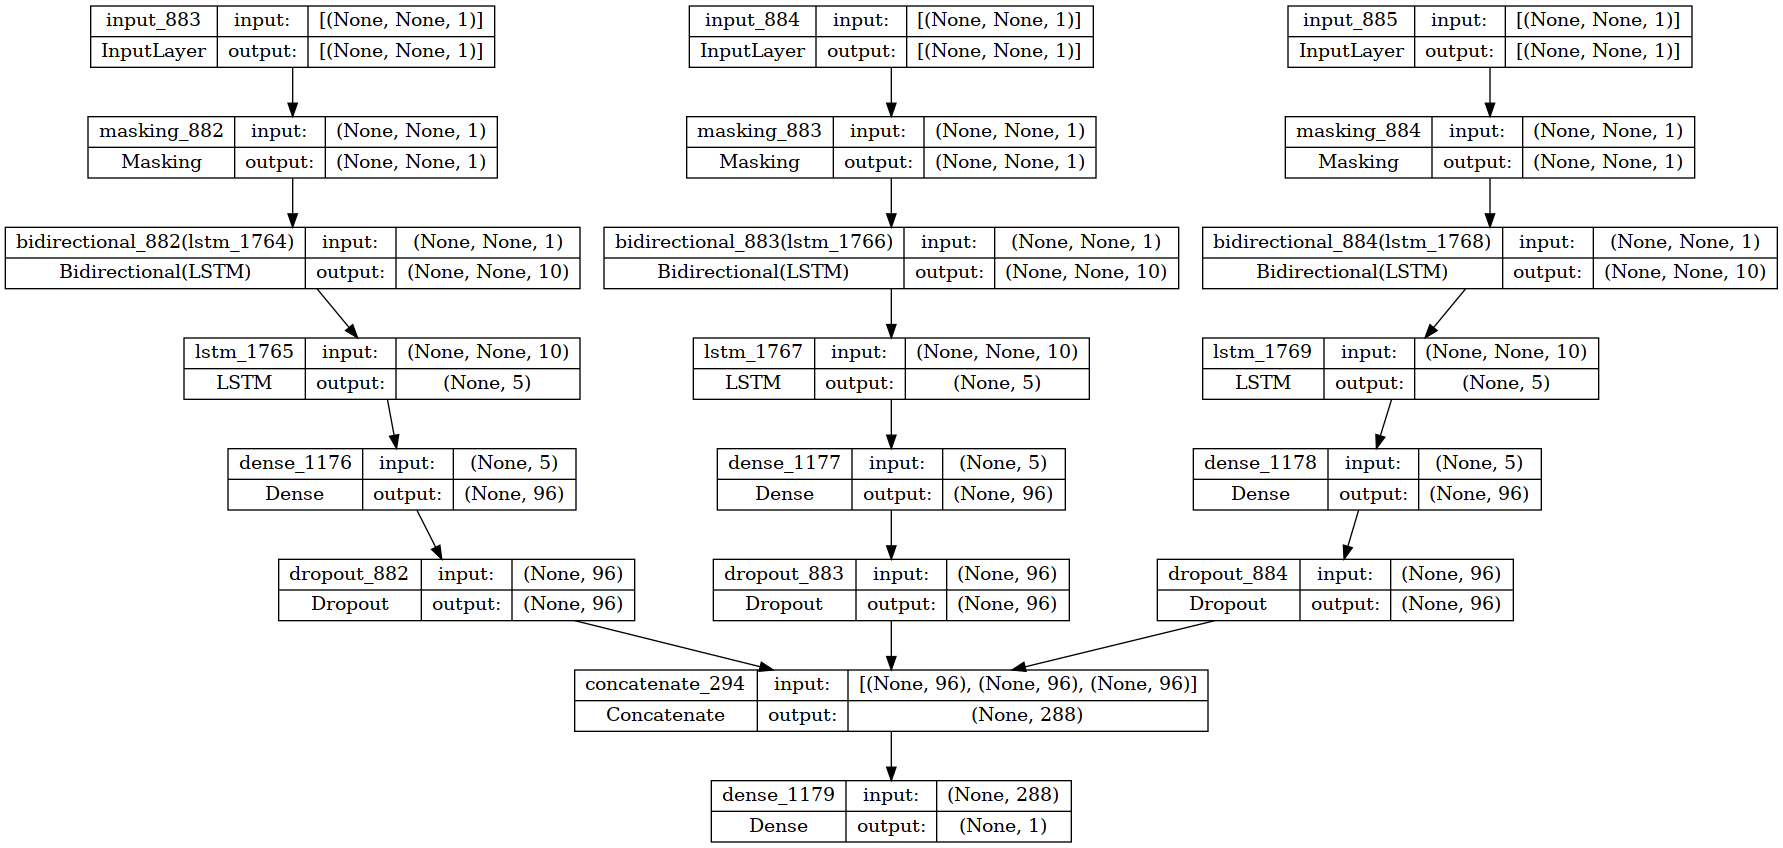 input_883 input: [(None, None, 1)]
InputLayer output: [(None, None, 1)]
input_884 input: [(None, None, 1)]
InputLayer output: [(None, None, 1)]
input_885 input: [(None, None, 1)]
InputLayer output: [(None, None, 1)]
masking_882 input: (None, None, 1)
Masking output: (None, None, 1)
masking_883 input: (None, None, 1)
Masking output: (None, None, 1)
masking_884 input: (None, None, 1)
Masking output: (None, None, 1)
bidirectional_882(lstm_1764) input: (None, None, 1)
Bidirectional(LSTM) output: (None, None, 10)
bidirectional_883(lstm_1766) input: (None, None, 1)
Bidirectional(LSTM) output: (None, None, 10)
bidirectional_884(lstm_1768) input: (None, None, 1)
Bidirectional(LSTM) output: (None, None, 10)
lstm_1765 input: (None, None, 10)
LSTM output: (None, 5)
lstm_1767 input: (None, None, 10)
LSTM output: (None, 5)
lstm_1769 input: (None, None, 10)
LSTM output: (None, 5)
dense_1176 input: (None, 5)
Dense output: (None, 96)
dense_1177 input: (None, 5)
Dense output: (None, 96)
dense_1178 input: (None, 5)
Dense output: (None, 96)
dropout_882 input: (None, 96)
Dropout output: (None, 96)
dropout_883 input: (None, 96)
Dropout output: (None, 96)
dropout_884 input: (None, 96)
Dropout output: (None, 96)
concatenate_294 input: [(None, 96), (None, 96), (None, 96)]
Concatenate output: (None, 288)
dense_1179 input: (None, 288)
Dense output: (None, 1)